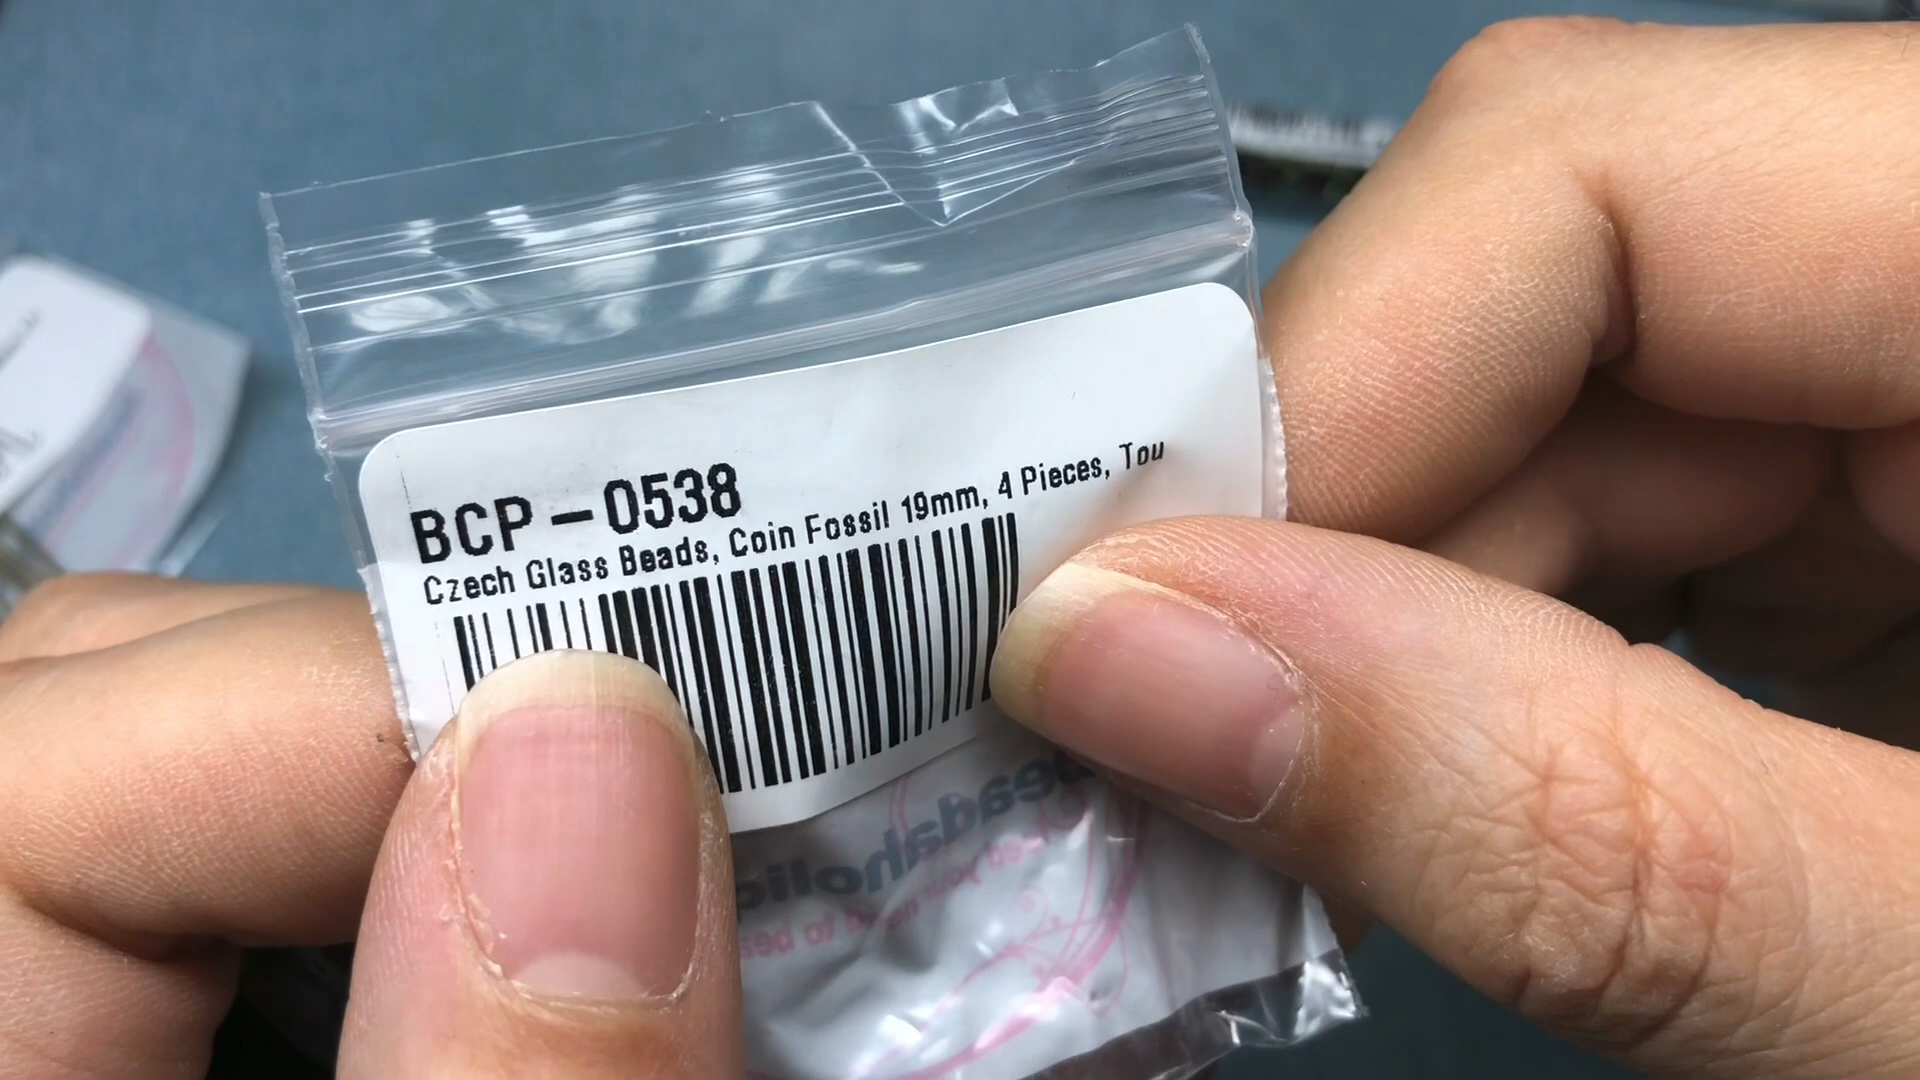 BCP-0538
Czech Glass Beads, Coin Fossil 19mm, 4 Pieces, Tou